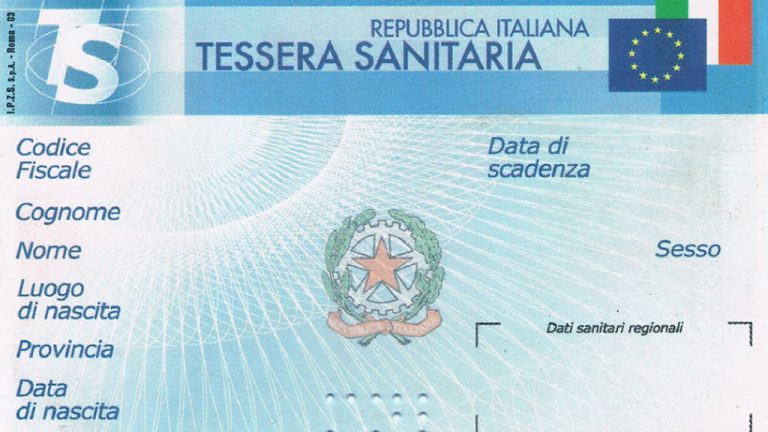 I.P.Z.S. S.p.A. - Roma - 03
TS
REPUBBLICA ITALIANA
TESSERA SANITARIA
Codice
Fiscale
Data di
scadenza
Cognome
Nome
Sesso
Luogo
di nascita
REPUBBLICA ITALIANA
Dati sanitari regionali
Provincia
Data
di nascita